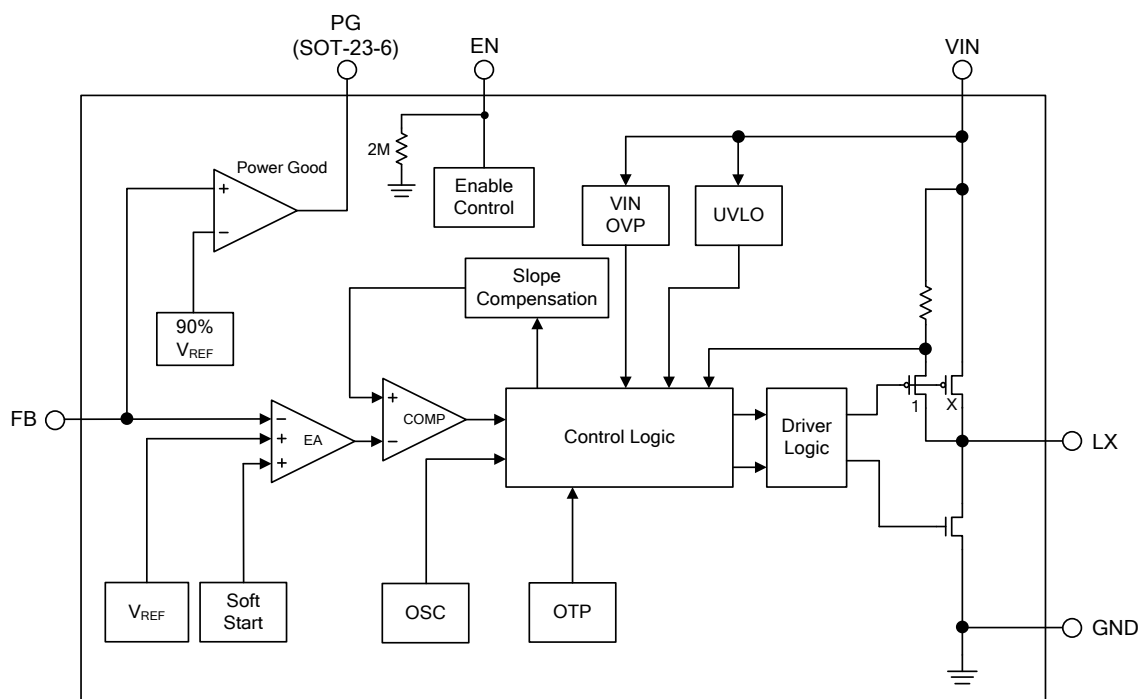 PG
(SOT-23-6)
EN
VIN
2M
Power Good
+
−
Enable
Control
VIN
OVP
UVLO
90%
VREF
Slope
Compensation
FB
−
+
+
EA
+
−
COMP
Control Logic
Driver
Logic
1
X
LX
VREF
Soft
Start
OSC
OTP
GND